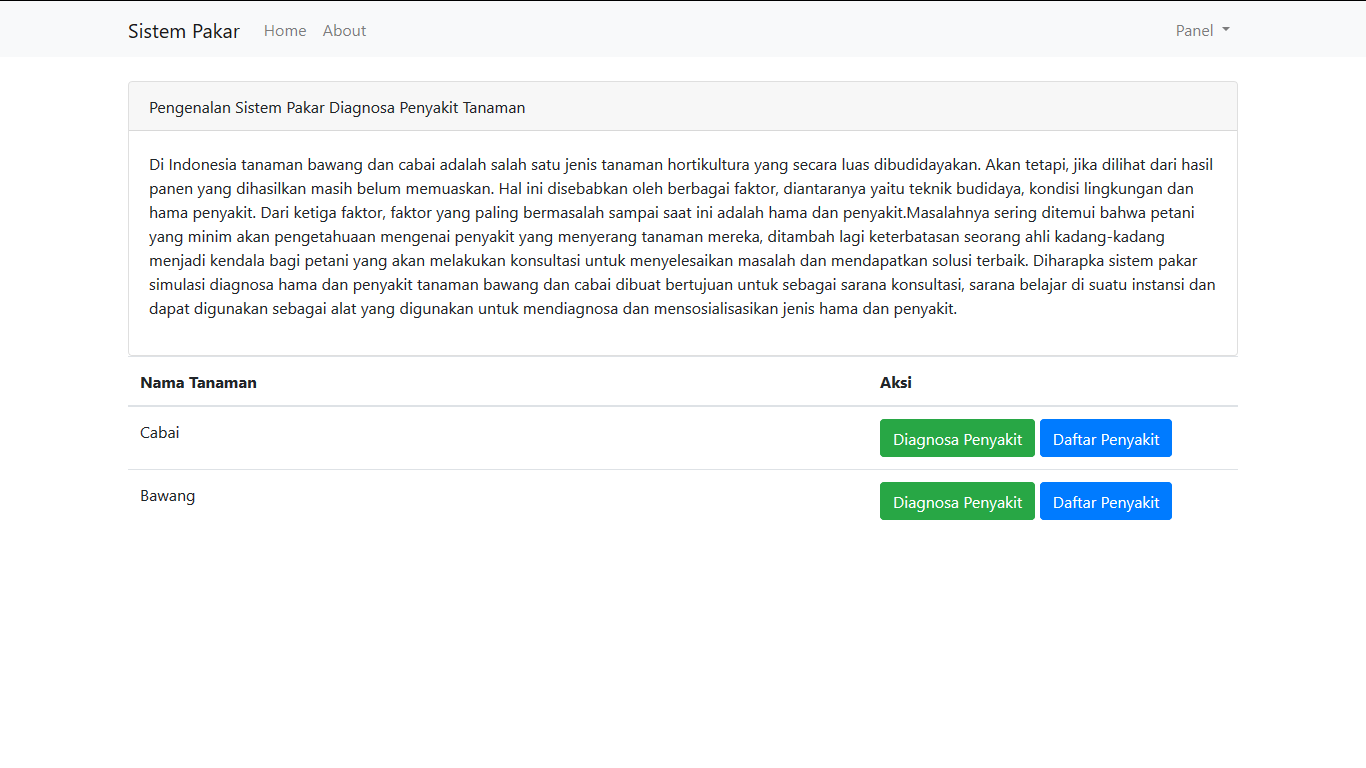 Sistem Pakar Home About Panel
Pengenalan Sistem Pakar Diagnosa Penyakit Tanaman
Di Indonesia tanaman bawang dan cabai adalah salah satu jenis tanaman hortikultura yang secara luas dibudidayakan. Akan tetapi, jika dilihat dari hasil
panen yang dihasilkan masih belum memuaskan. Hal ini disebabkan oleh berbagai faktor, diantaranya yaitu teknik budidaya, kondisi lingkungan dan
hama penyakit. Dari ketiga faktor, faktor yang paling bermasalah sampai saat ini adalah hama dan penyakit.Masalahnya sering ditemui bahwa petani
yang minim akan pengetahuaan mengenai penyakit yang menyerang tanaman mereka, ditambah lagi keterbatasan seorang ahli kadang-kadang
menjadi kendala bagi petani yang akan melakukan konsultasi untuk menyelesaikan masalah dan mendapatkan solusi terbaik. Diharapka sistem pakar
simulasi diagnosa hama dan penyakit tanaman bawang dan cabai dibuat bertujuan untuk sebagai sarana konsultasi, sarana belajar di suatu instansi dan
dapat digunakan sebagai alat yang digunakan untuk mendiagnosa dan mensosialisasikan jenis hama dan penyakit.
Nama Tanaman Aksi
Cabai Diagnosa Penyakit Daftar Penyakit
Bawang Diagnosa Penyakit Daftar Penyakit